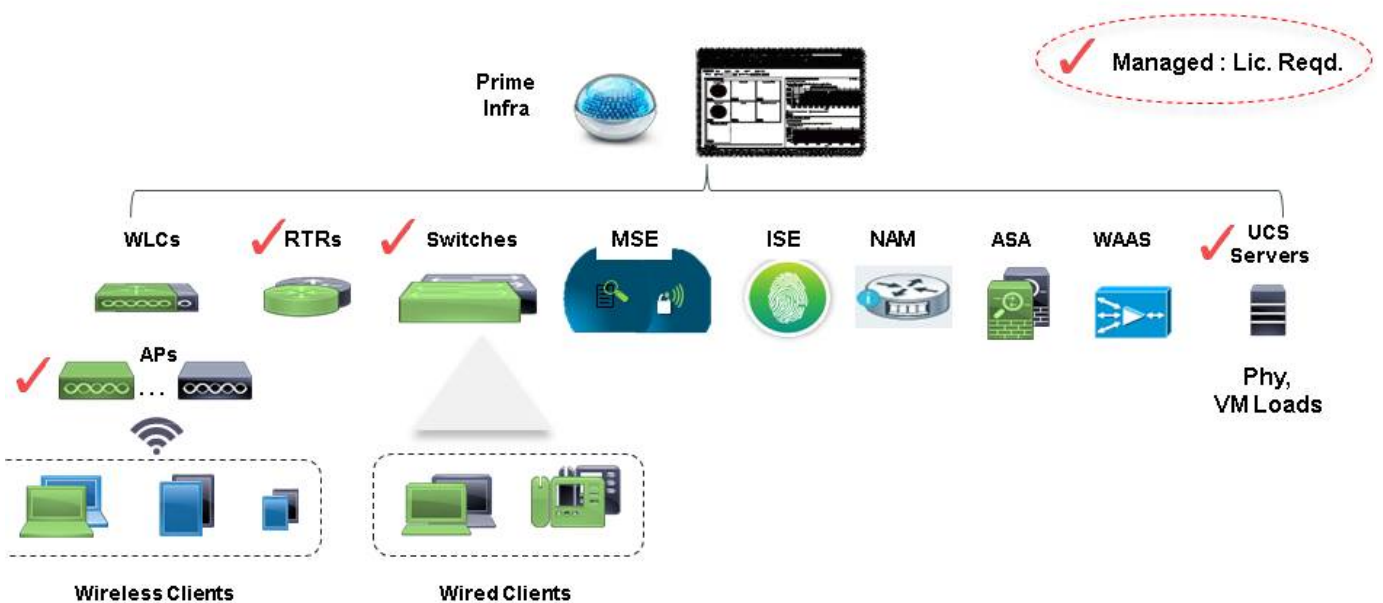 Prime
Infra
Managed : Lic. Reqd.
WLCs
RTRs
Switches
MSE
ISE
NAM
ASA
WAAS
UCS
Servers
APs
...
Phy,
VM Loads
Wireless Clients
Wired Clients